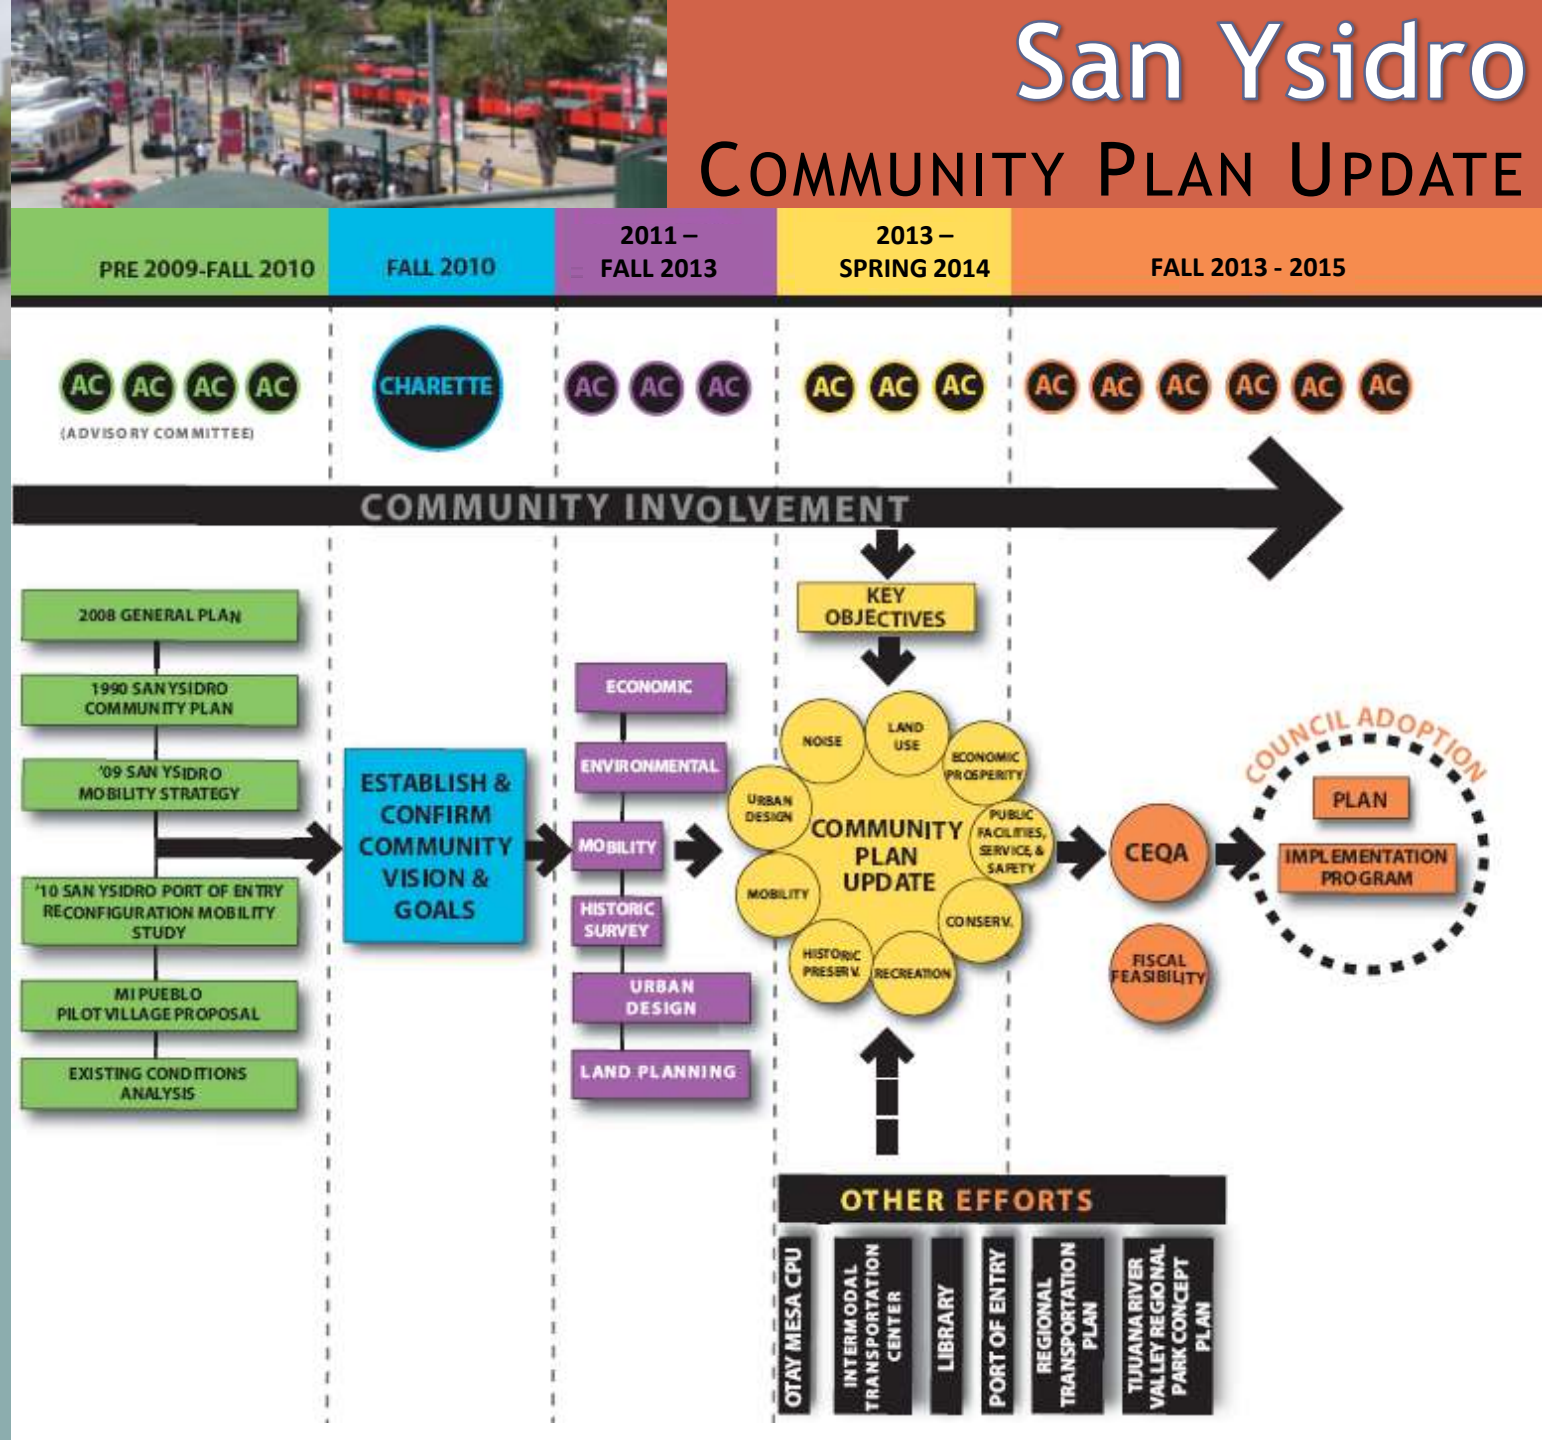 San Ysidro
COMMUNITY PLAN UPDATE
PRE 2009-FALL 2010
FALL 2010
2011 –
FALL 2013
2013 –
SPRING 2014
FALL 2013 - 2015
AC AC AC AC
(ADVISORY COMMITTEE)
CHARETTE
AC AC AC
AC AC AC
AC AC AC AC AC AC
COMMUNITY INVOLVEMENT
2008 GENERAL PLAN
1990 SAN YSIDRO
COMMUNITY PLAN
'09 SAN YSIDRO
MOBILITY STRATEGY
'10 SAN YSIDRO PORT OF ENTRY
RECONFIGURATION MOBILITY
STUDY
MI PUEBLO
PILOT VILLAGE PROPOSAL
EXISTING CONDITIONS
ANALYSIS
ESTABLISH &
CONFIRM
COMMUNITY
VISION &
GOALS
ECONOMIC
ENVIRONMENTAL
MOBILITY
HISTORIC
SURVEY
URBAN
DESIGN
LAND PLANNING
KEY
OBJECTIVES
NOISE
LAND
USE
ECONOMIC
PROSPERITY
PUBLIC
FACILITIES,
SERVICE, &
SAFETY
CONSERV.
RECREATION
HISTORIC
PRESERV.
MOBILITY
URBAN
DESIGN
COMMUNITY
PLAN
UPDATE
CEQA
FISCAL
FEASIBILITY
COUNCIL ADOPTION
PLAN
IMPLEMENTATION
PROGRAM
OTHER EFFORTS
OTAY MESA CPU
INTERMODAL
TRANSPORTATION
CENTER
LIBRARY
PORT OF ENTRY
REGIONAL
TRANSPORTATION
PLAN
TIJUANA RIVER
VALLEY REGIONAL
PARK CONCEPT
PLAN